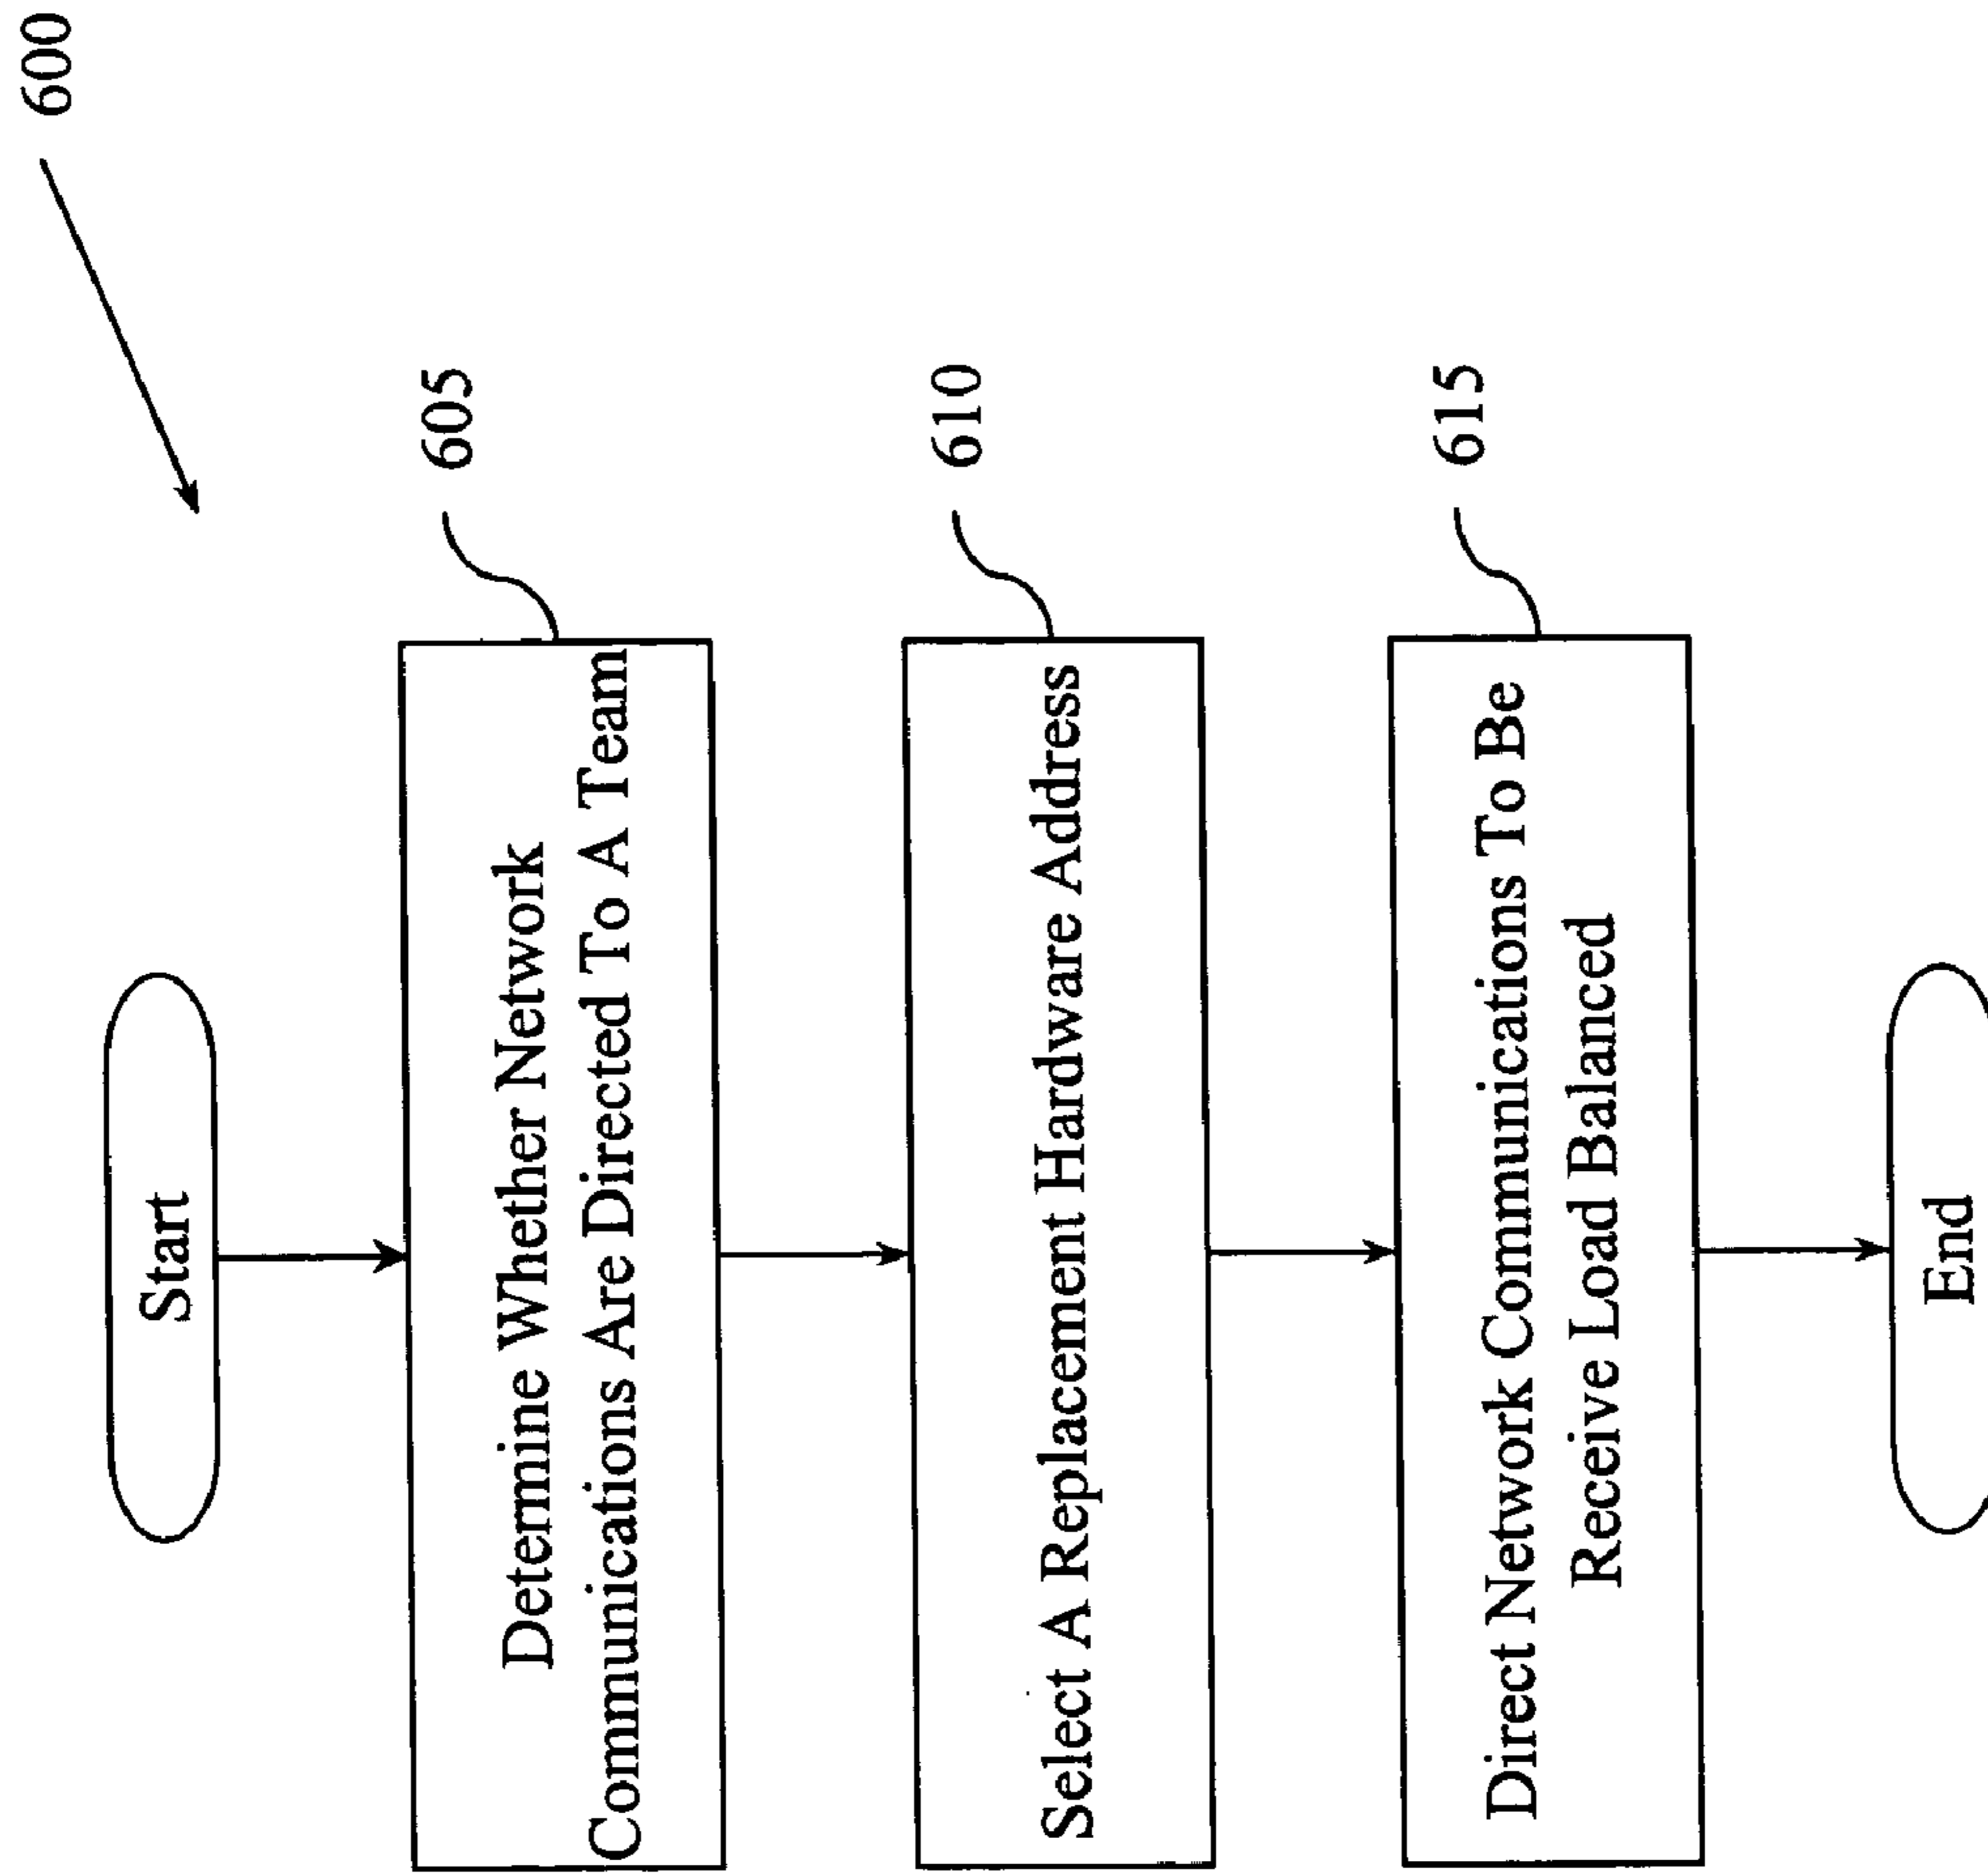 600
Start
Determine Whether Network
Communications Are Directed To A Team
605
Select A Replacement Hardware Address
610
Direct Network Communications To Be
Receive Load Balanced
615
End